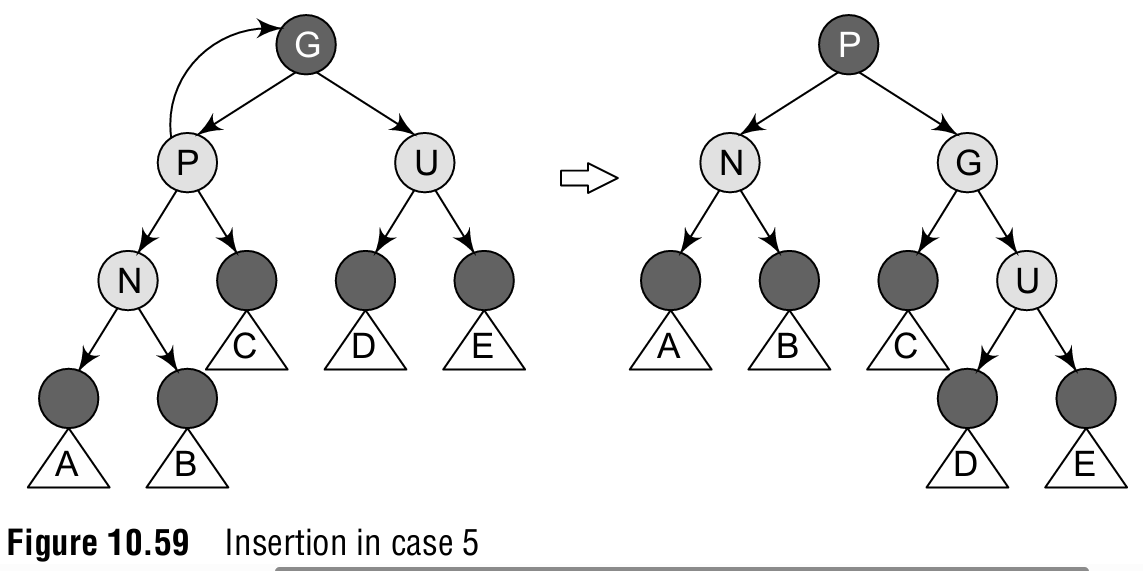 G P
P U N G
N C D E A B C U
A B D E
Figure 10.59 Insertion in case 5